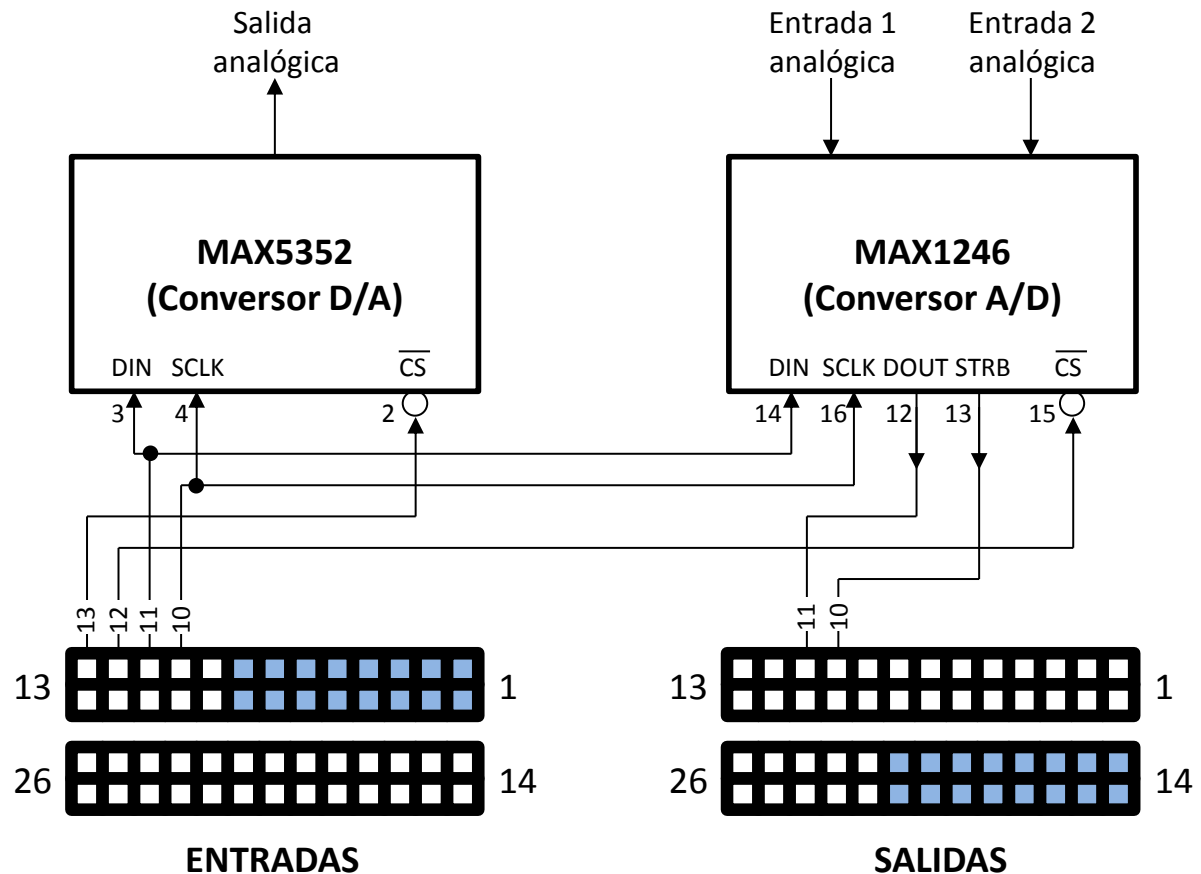 Salida
analógica
Entrada 1
analógica
Entrada 2
analógica
MAX5352
(Conversor D/A)
DIN SCLK CS
3 4 2
MAX1246
(Conversor A/D)
DIN SCLK DOUT STRB CS
14 16 12 13 15
13 12 11 10
11 10
13 1
26 14
ENTRADAS
13 1
26 14
SALIDAS